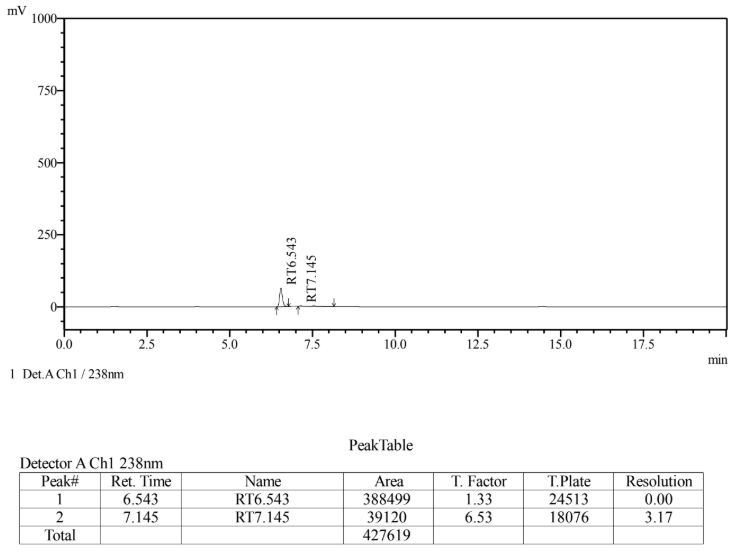 mV
1000
750
500
250
0
RT6.543
RT7.145
0.0 2.5 5.0 7.5 10.0 12.5 15.0 17.5
min
1 Det.A Ch1 / 238nm
PeakTable
Detector A Ch1 238nm
Peak# Ret. Time Name Area T. Factor T.Plate Resolution
1 6.543 RT6.543 388499 1.33 24513 0.00
2 7.145 RT7.145 39120 6.53 18076 3.17
Total 427619